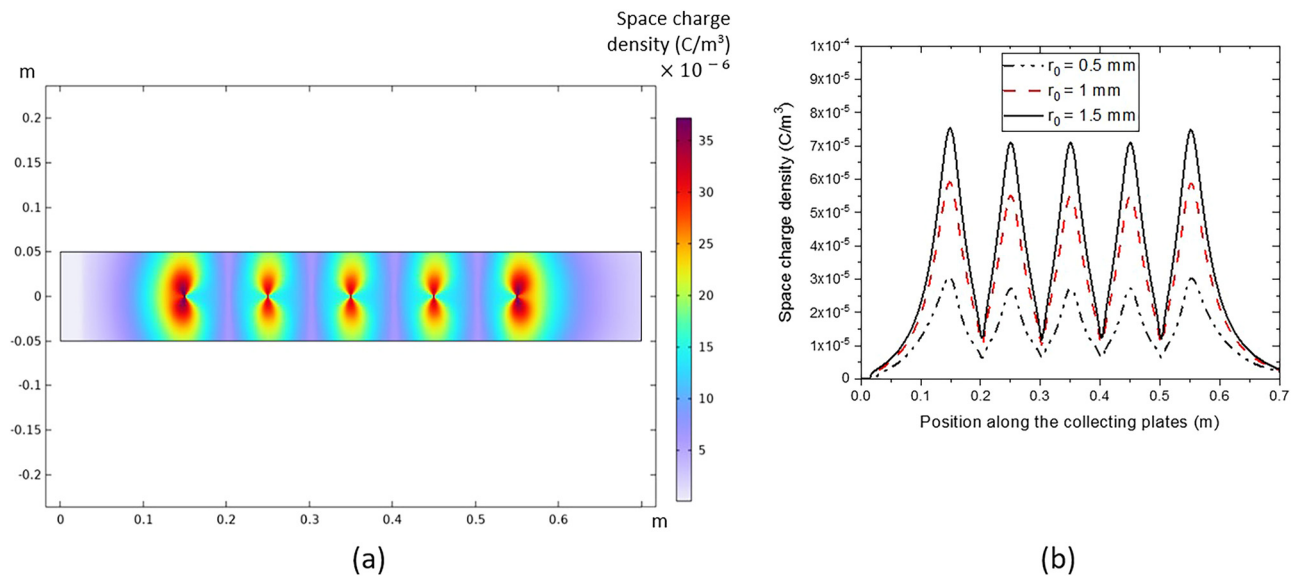 Space charge
density (C/m³)
× 10 ⁻⁶
m
0.2
0.15
0.1
0.05
0
-0.05
-0.1
-0.15
-0.2
0
0.1
0.2
0.3
0.4
0.5
0.6
m
35
30
25
20
15
10
5
(a)
1x10⁻⁴
9x10⁻⁵
8x10⁻⁵
7x10⁻⁵
6x10⁻⁵
5x10⁻⁵
4x10⁻⁵
3x10⁻⁵
2x10⁻⁵
1x10⁻⁵
0
Space charge density (C/m³)
r₀ = 0.5 mm
r₀ = 1 mm
r₀ = 1.5 mm
0.0
0.1
0.2
0.3
0.4
0.5
0.6
0.7
Position along the collecting plates (m)
(b)